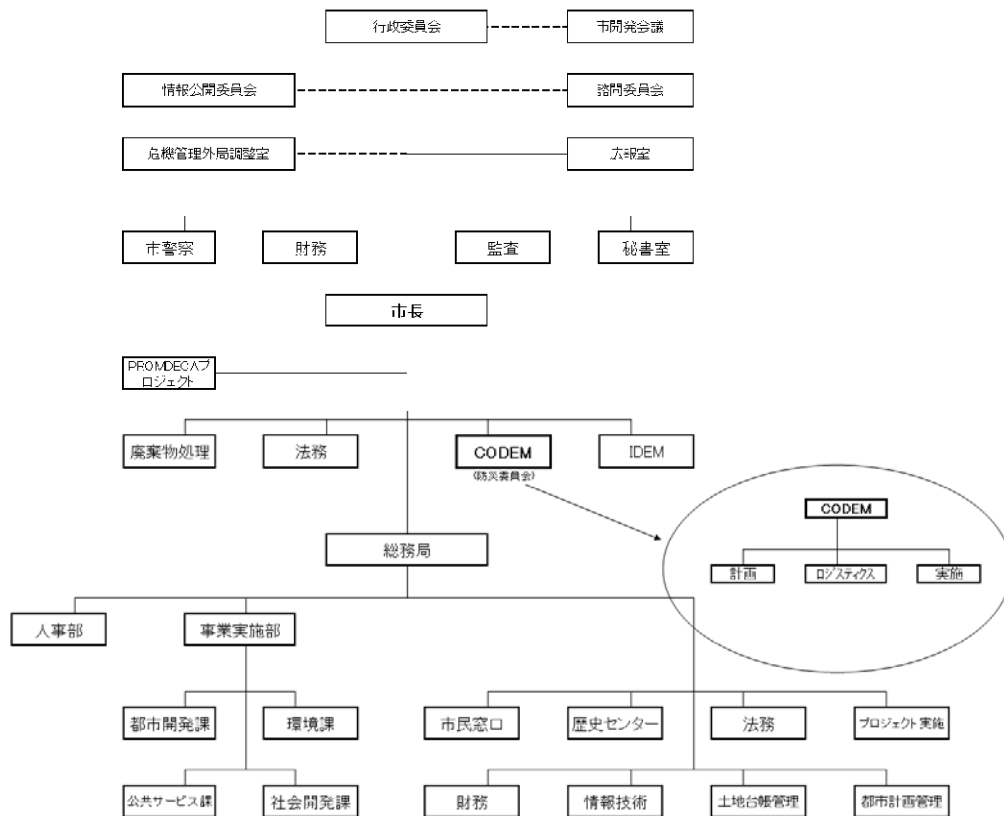 行政委員会
市開発会議
情報公開委員会
諮問委員会
危機管理外局調整室
広報室
市警察
財務
監査
秘書室
市長
PROMDECAプ
ロジェクト
廃棄物処理
法務
CODEM
IDEM
(防災委員会)
CODEM
総務局
計画
ロジスティクス
実施
人事部
事業実施部
都市開発課
環境課
市民窓口
歴史センター
法務
プロジェクト実施
公共サービス課
社会開発課
財務
情報技術
土地台帳管理
都市計画管理